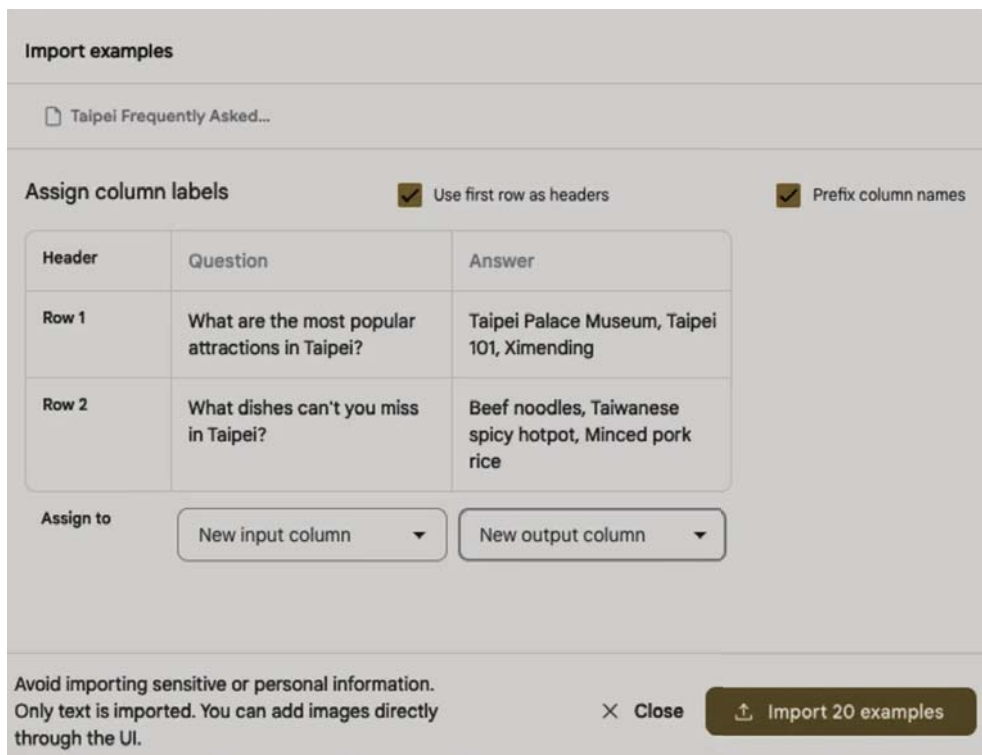 Import examples
Taipei Frequently Asked...
Assign column labels
Use first row as headers
Prefix column names
Header
Question
Answer
Row 1
What are the most popular
attractions in Taipei?
Taipei Palace Museum, Taipei
101, Ximending
Row 2
What dishes can't you miss
in Taipei?
Beef noodles, Taiwanese
spicy hotpot, Minced pork
rice
Assign to
New input column
New output column
Avoid importing sensitive or personal information.
Only text is imported. You can add images directly
through the UI.
Close
Import 20 examples